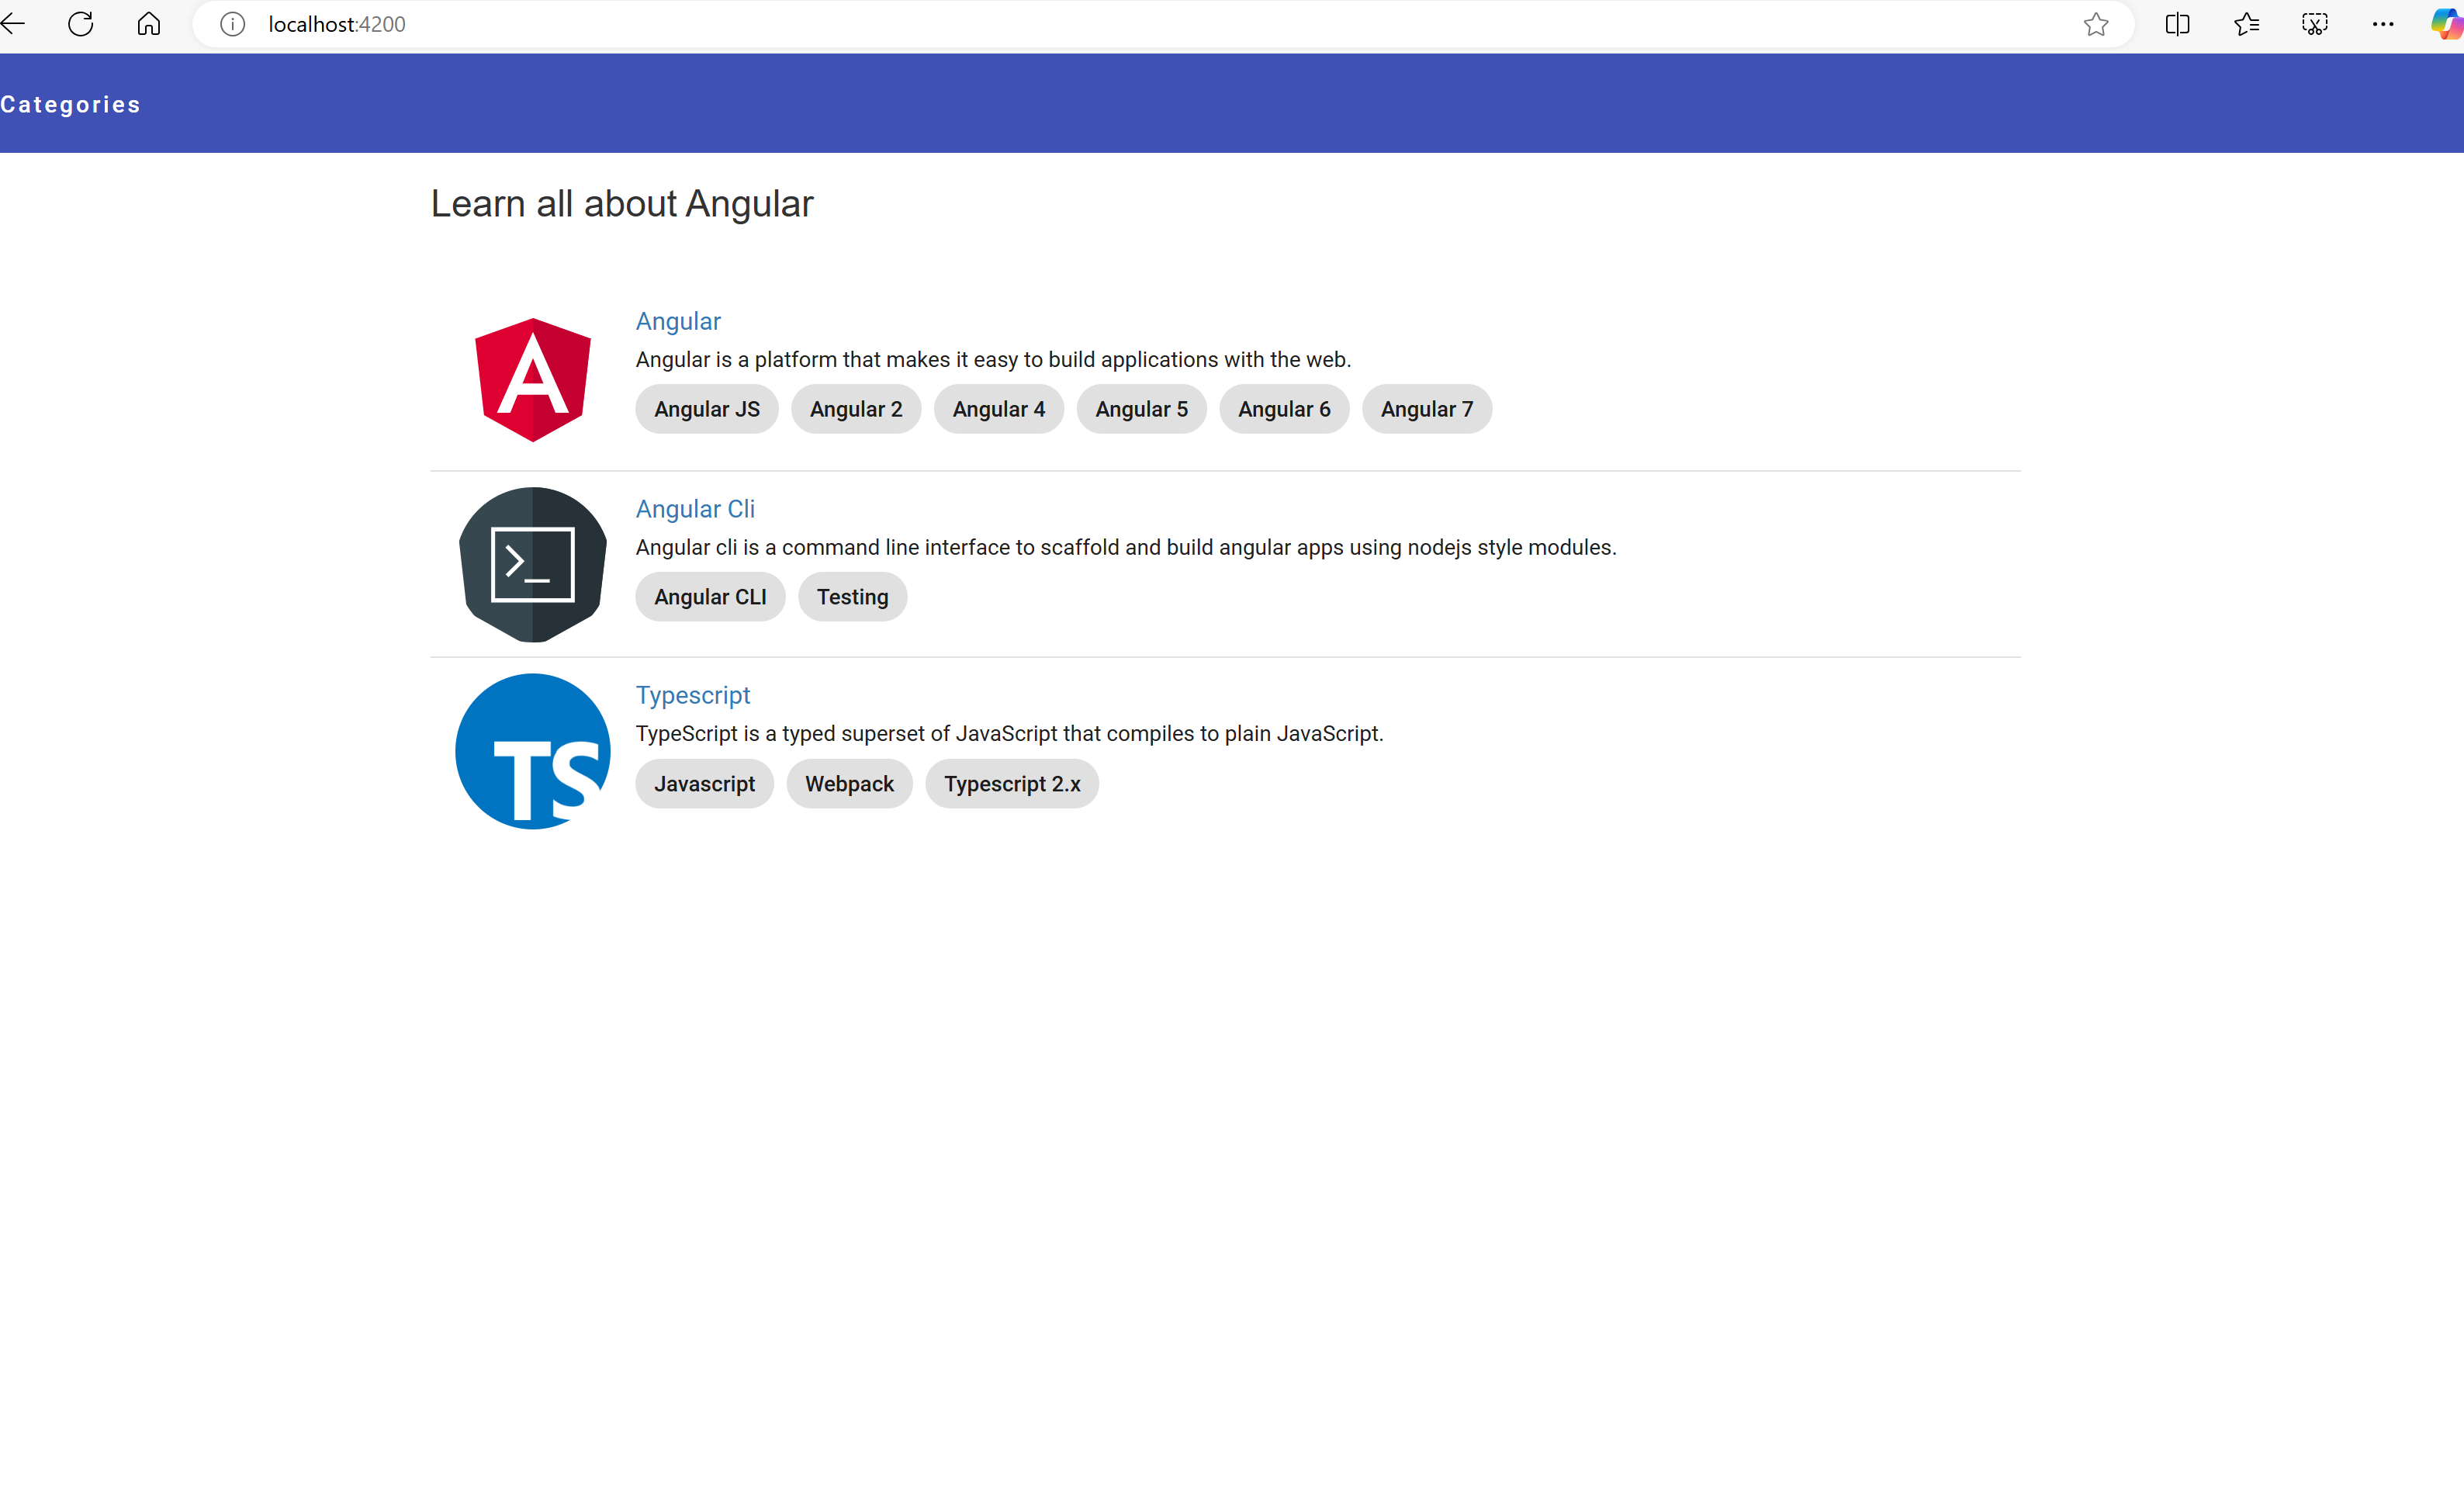 localhost:4200
Categories
Learn all about Angular
Angular
Angular is a platform that makes it easy to build applications with the web.
Angular JS Angular 2 Angular 4 Angular 5 Angular 6 Angular 7
Angular Cli
Angular cli is a command line interface to scaffold and build angular apps using nodejs style modules.
Angular CLI Testing
TS
Typescript
TypeScript is a typed superset of JavaScript that compiles to plain JavaScript.
Javascript Webpack Typescript 2.x